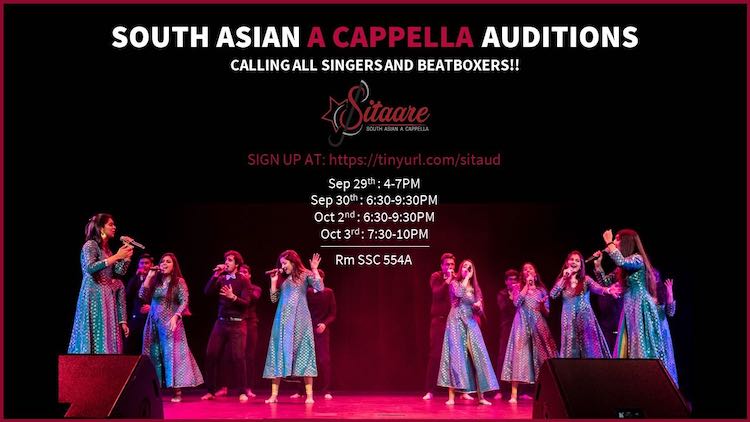 SOUTH ASIAN A CAPPELLA AUDITIONS
CALLING ALL SINGERS AND BEATBOXERS!!
Sitaare
SOUTH ASIAN A CAPPELLA
SIGN UP AT: https://tinyurl.com/sitaud
Sep 29th : 4-7PM
Sep 30th : 6:30-9:30PM
Oct 2nd : 6:30-9:30PM
Oct 3rd : 7:30-10PM
Rm SSC 554A